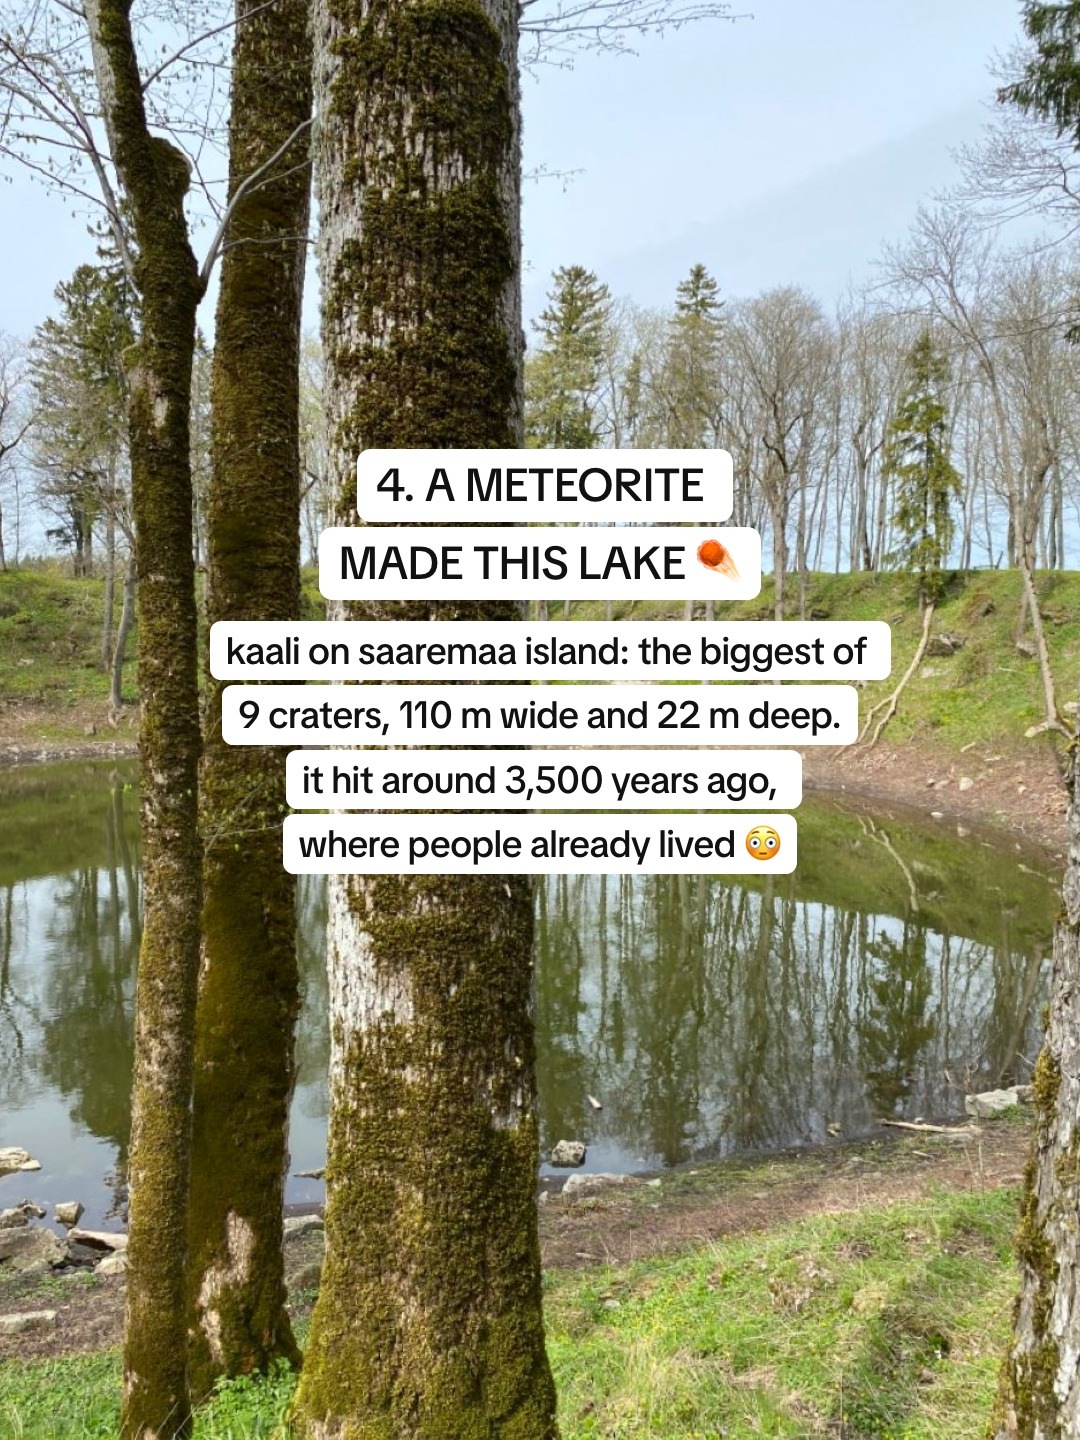 4. A METEORITE
MADE THIS LAKE ☄️
kaali on saaremaa island: the biggest of
9 craters, 110 m wide and 22 m deep.
it hit around 3,500 years ago,
where people already lived 😳